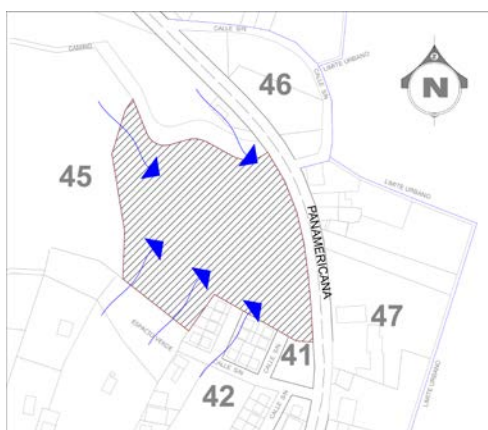 CALLE S/N
CAMINO
LIMITE URBANO
46
CALLE S/N
N
45
LIMITE URBANO
PANAMERICANA
47
ESPACIO VERDE
41
CALLE S/N
CALLE S/N
42
LIMITE URBANO
CALLE S/N